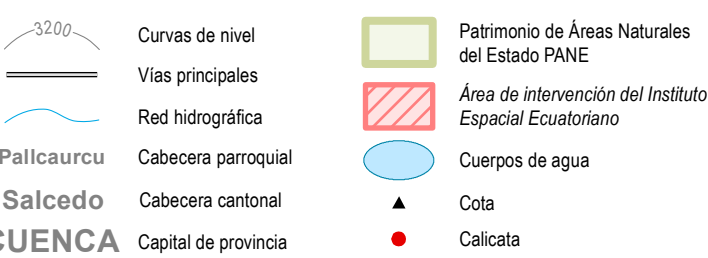 3200
Curvas de nivel
Vías principales
Red hidrográfica
Pallcaurcu
Cabecera parroquial
Salcedo
Cabecera cantonal
CUENCA
Capital de provincia
Patrimonio de Áreas Naturales
del Estado PANE
Área de intervención del Instituto
Espacial Ecuatoriano
Cuerpos de agua
Cota
Calicata